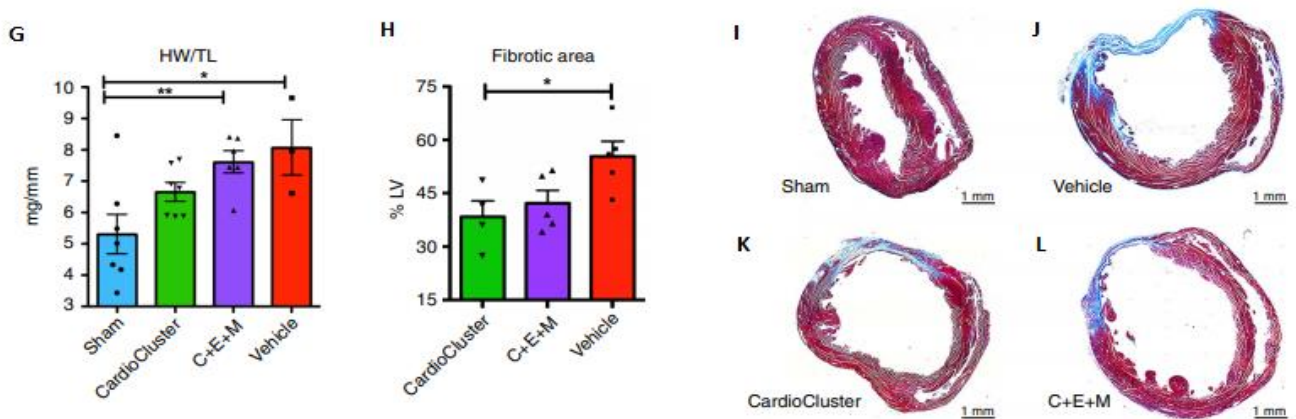 G
HW/TL
*
**
10
9
8
7
6
5
4
3
mg/mm
Sham
CardioCluster
C+E+M
Vehicle
H
Fibrotic area
*
75
60
45
30
15
% LV
CardioCluster
C+E+M
Vehicle
I
Sham
1 mm
J
Vehicle
1 mm
K
CardioCluster
1 mm
L
C+E+M
1 mm